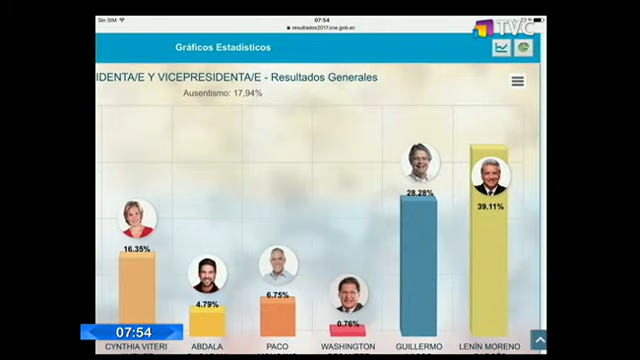 Sin SIM
07:54
77 %
resultados2017.cne.gob.ec
TVC
Gráficos Estadísticos
IDENTA/E Y VICEPRESIDENTA/E - Resultados Generales
Ausentismo: 17,94%
28.28%
39.11%
16.35%
4.79%
6.75%
0.76%
CYNTHIA VITERI
ABDALA
PACO
WASHINGTON
GUILLERMO
LENÍN MORENO
07:54